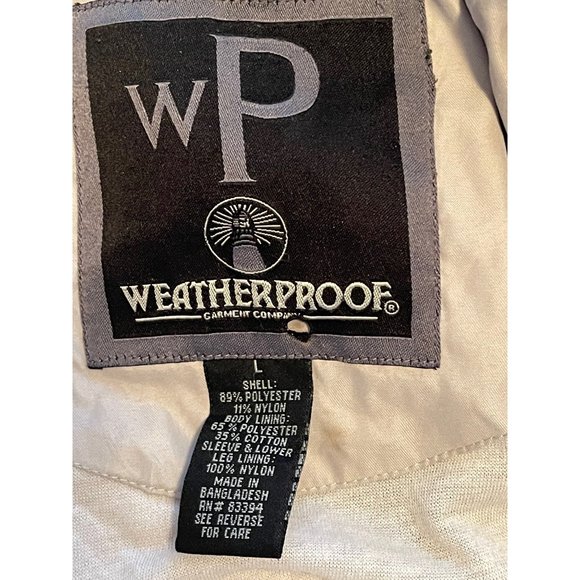 WP
WEATHERPROOF®
GARMENT COMPANY
L
SHELL:
89% POLYESTER
11% NYLON
BODY LINING:
65% POLYESTER
35% COTTON
SLEEVE & LOWER
LEG LINING:
100% NYLON
MADE IN
BANGLADESH
RN# 83394
SEE REVERSE
FOR CARE